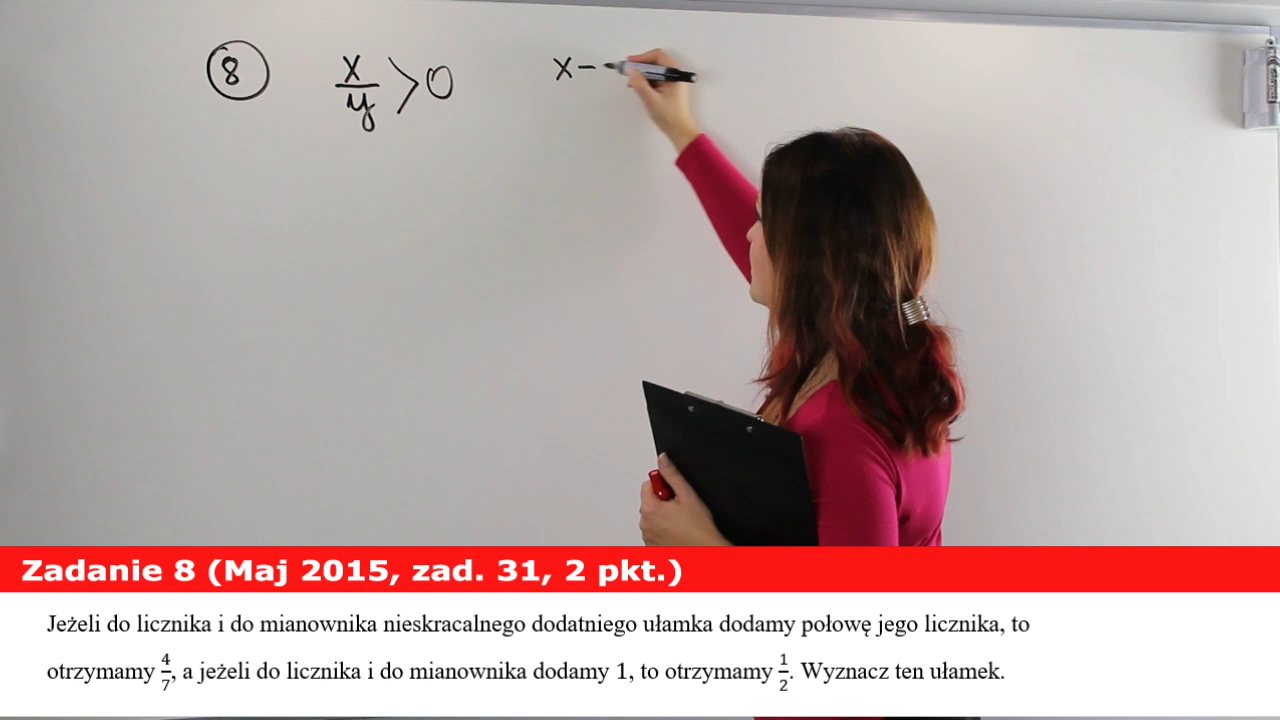 8 x/y > 0 x -
Zadanie 8 (Maj 2015, zad. 31, 2 pkt.)
Jeżeli do licznika i do mianownika nieskracalnego dodatniego ułamka dodamy połowę jego licznika, to
otrzymamy 4/7, a jeżeli do licznika i do mianownika dodamy 1, to otrzymamy 1/2. Wyznacz ten ułamek.